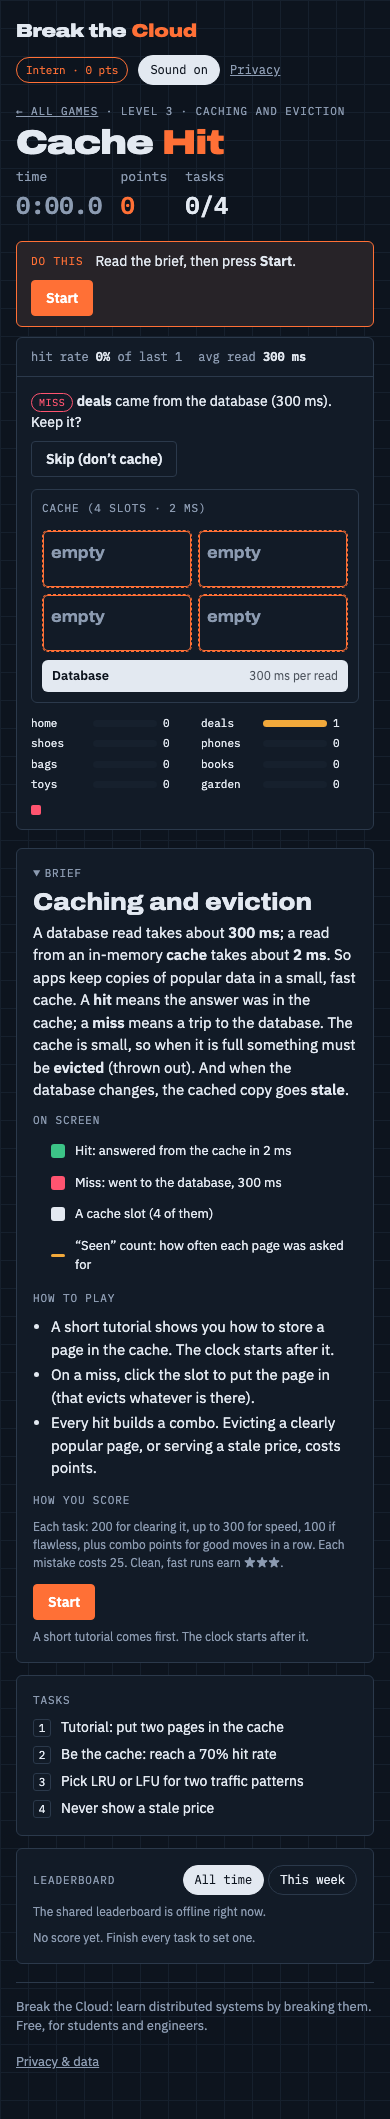 Break the Cloud
Intern · 0 pts
Sound on
Privacy
← ALL GAMES · LEVEL 3 · CACHING AND EVICTION
Cache Hit
time points tasks
0:00.0 0 0/4
DO THIS Read the brief, then press Start.
Start
hit rate 0% of last 1 avg read 300 ms
MISS deals came from the database (300 ms).
Keep it?
Skip (don’t cache)
CACHE (4 SLOTS · 2 MS)
empty empty
empty empty
Database 300 ms per read
home 0 deals 1
shoes 0 phones 0
bags 0 books 0
toys 0 garden 0
▼ BRIEF
Caching and eviction
A database read takes about 300 ms; a read
from an in-memory cache takes about 2 ms. So
apps keep copies of popular data in a small, fast
cache. A hit means the answer was in the
cache; a miss means a trip to the database. The
cache is small, so when it is full something must
be evicted (thrown out). And when the
database changes, the cached copy goes stale.
ON SCREEN
Hit: answered from the cache in 2 ms
Miss: went to the database, 300 ms
A cache slot (4 of them)
“Seen” count: how often each page was asked
for
HOW TO PLAY
• A short tutorial shows you how to store a
page in the cache. The clock starts after it.
• On a miss, click the slot to put the page in
(that evicts whatever is there).
• Every hit builds a combo. Evicting a clearly
popular page, or serving a stale price, costs
points.
HOW YOU SCORE
Each task: 200 for clearing it, up to 300 for speed, 100 if
flawless, plus combo points for good moves in a row. Each
mistake costs 25. Clean, fast runs earn ★★★.
Start
A short tutorial comes first. The clock starts after it.
TASKS
1 Tutorial: put two pages in the cache
2 Be the cache: reach a 70% hit rate
3 Pick LRU or LFU for two traffic patterns
4 Never show a stale price
LEADERBOARD All time This week
The shared leaderboard is offline right now.
No score yet. Finish every task to set one.
Break the Cloud: learn distributed systems by breaking them.
Free, for students and engineers.
Privacy & data